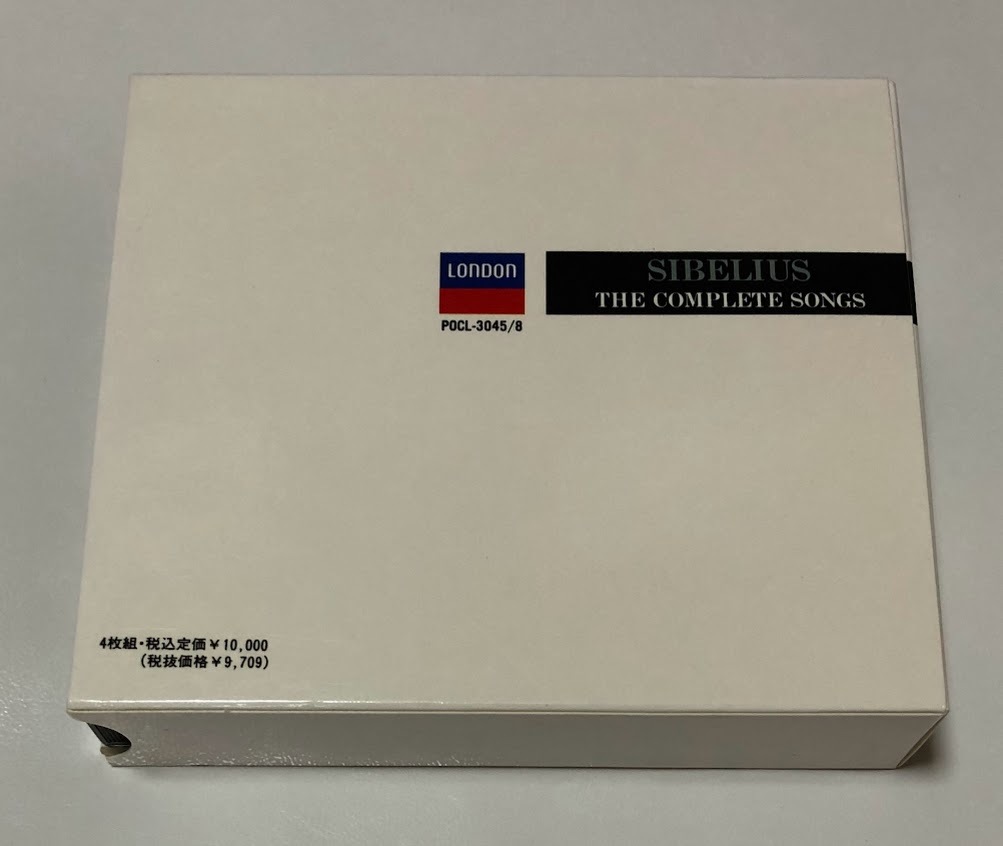 LONDON
SIBELIUS
THE COMPLETE SONGS
POCL-3045/8
4枚組・税込定価¥10,000
(税抜価格¥9,709)